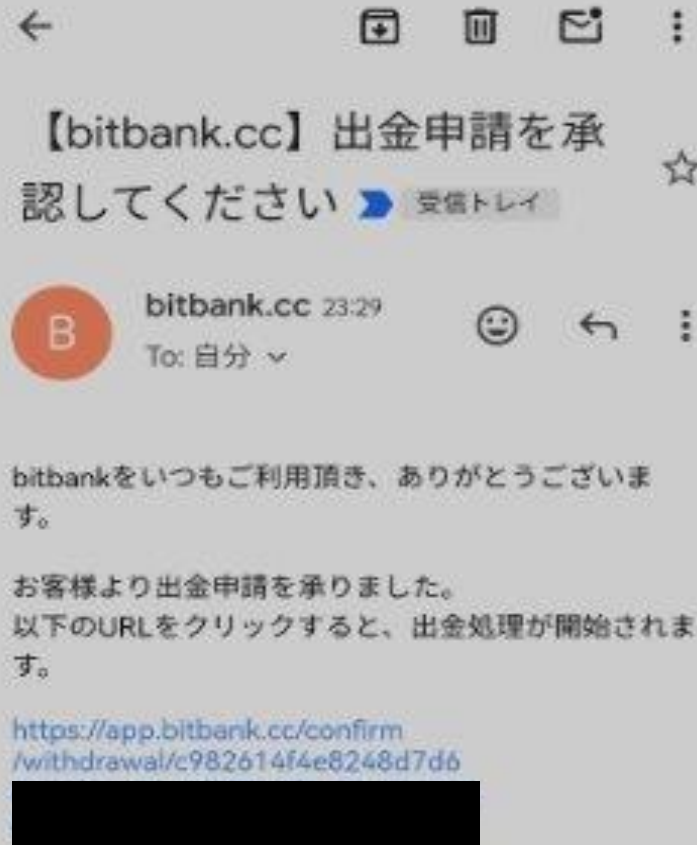 【bitbank.cc】出金申請を承
認してください 受信トレイ
B
bitbank.cc 23:29
To: 自分
bitbankをいつもご利用頂き、ありがとうございま
す。
お客様より出金申請を承りました。
以下のURLをクリックすると、出金処理が開始されま
す。
https://app.bitbank.cc/confirm
/withdrawal/c982614f4e8248d7d6